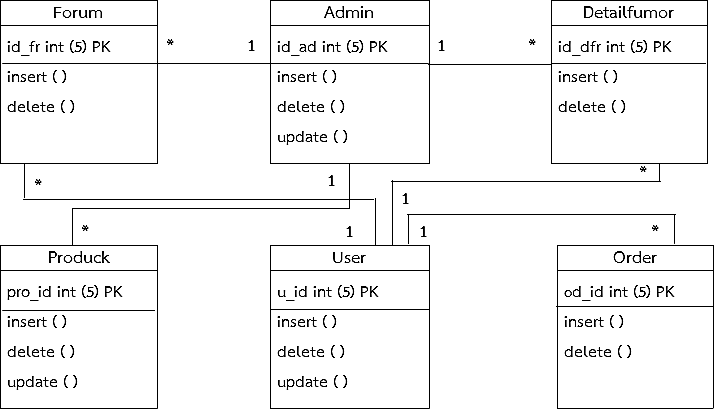 Forum
id_fr int (5) PK
insert ( )
delete ( )
* 1
Admin
id_ad int (5) PK
insert ( )
delete ( )
update ( )
1 *
Detailfumor
id_dfr int (5) PK
insert ( )
delete ( )
* 1 *
1
* 1 1 *
Produck
pro_id int (5) PK
insert ( )
delete ( )
update ( )
User
u_id int (5) PK
insert ( )
delete ( )
update ( )
Order
od_id int (5) PK
insert ( )
delete ( )